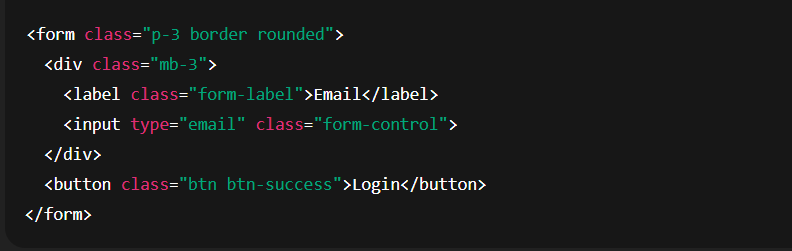 <form class="p-3 border rounded">
  <div class="mb-3">
    <label class="form-label">Email</label>
    <input type="email" class="form-control">
  </div>
  <button class="btn btn-success">Login</button>
</form>